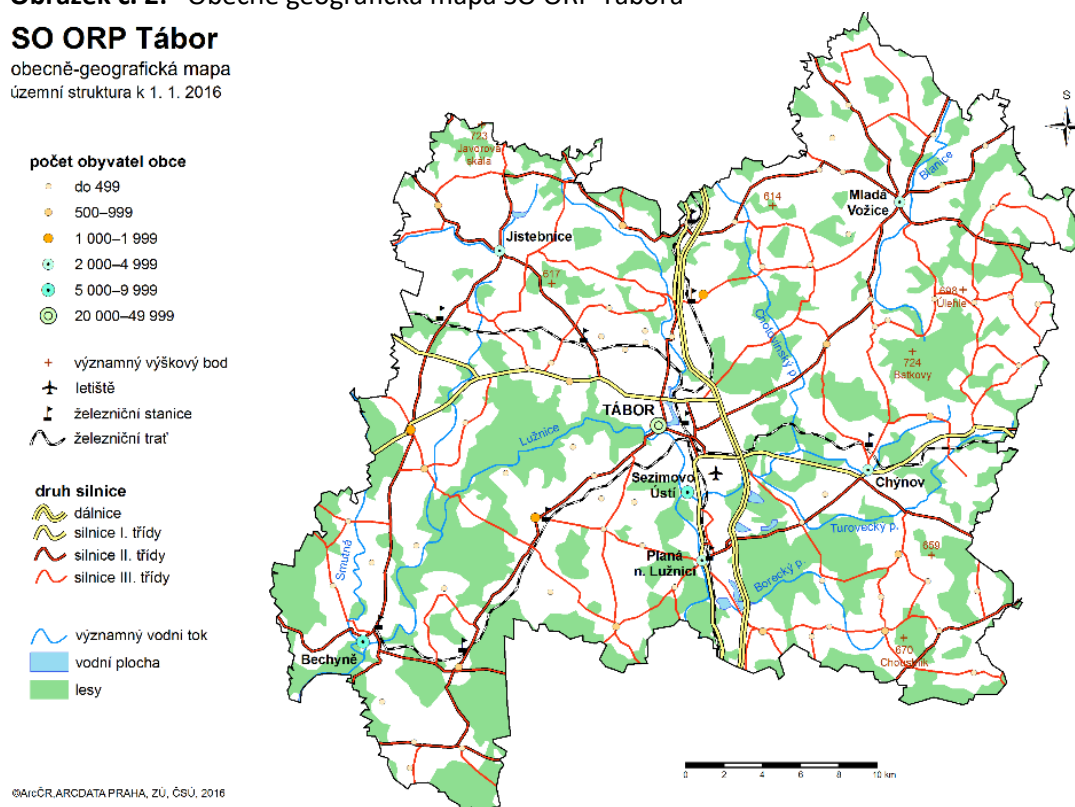 Obrázek č. 2: Obecně geografická mapa SO ORP Tábora
SO ORP Tábor
obecně-geografická mapa
územní struktura k 1. 1. 2016
S
počet obyvatel obce
do 499
500–999
1 000–1 999
2 000–4 999
5 000–9 999
20 000–49 999
významný výškový bod
letiště
železniční stanice
železniční trať
druh silnice
dálnice
silnice I. třídy
silnice II. třídy
silnice III. třídy
významný vodní tok
vodní plocha
lesy
723
Javorová
skála
Blanice
614
Mladá
Vožice
Jistebnice
617
698
Úlehle
Chotovinský p.
724
Batkovy
TÁBOR
Lužnice
Sezimovo
Ústí
Chýnov
Turovecký p.
Smutná
Planá
n. Lužnicí
659
Borecký p.
Bechyně
670
Choustník
0 2 4 6 8 10 km
©ArcČR, ARCDATA PRAHA, ZÚ, ČSÚ, 2016